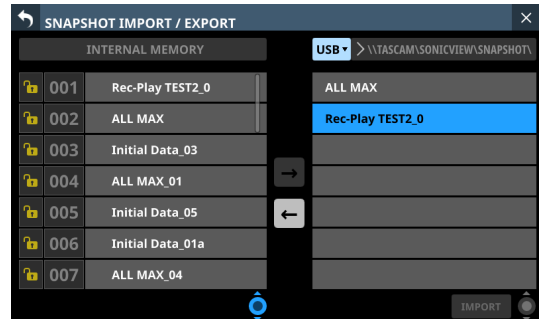 SNAPSHOT IMPORT / EXPORT
INTERNAL MEMORY
USB \\TASCAM\SONICVIEW\SNAPSHOT\
001 Rec-Play TEST2_0
002 ALL MAX
003 Initial Data_03
004 ALL MAX_01
005 Initial Data_05
006 Initial Data_01a
007 ALL MAX_04
ALL MAX
Rec-Play TEST2_0
IMPORT